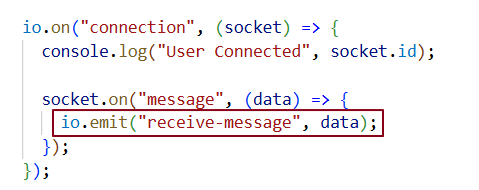 io.on("connection", (socket) => {
  console.log("User Connected", socket.id);

  socket.on("message", (data) => {
    io.emit("receive-message", data);
  });
});